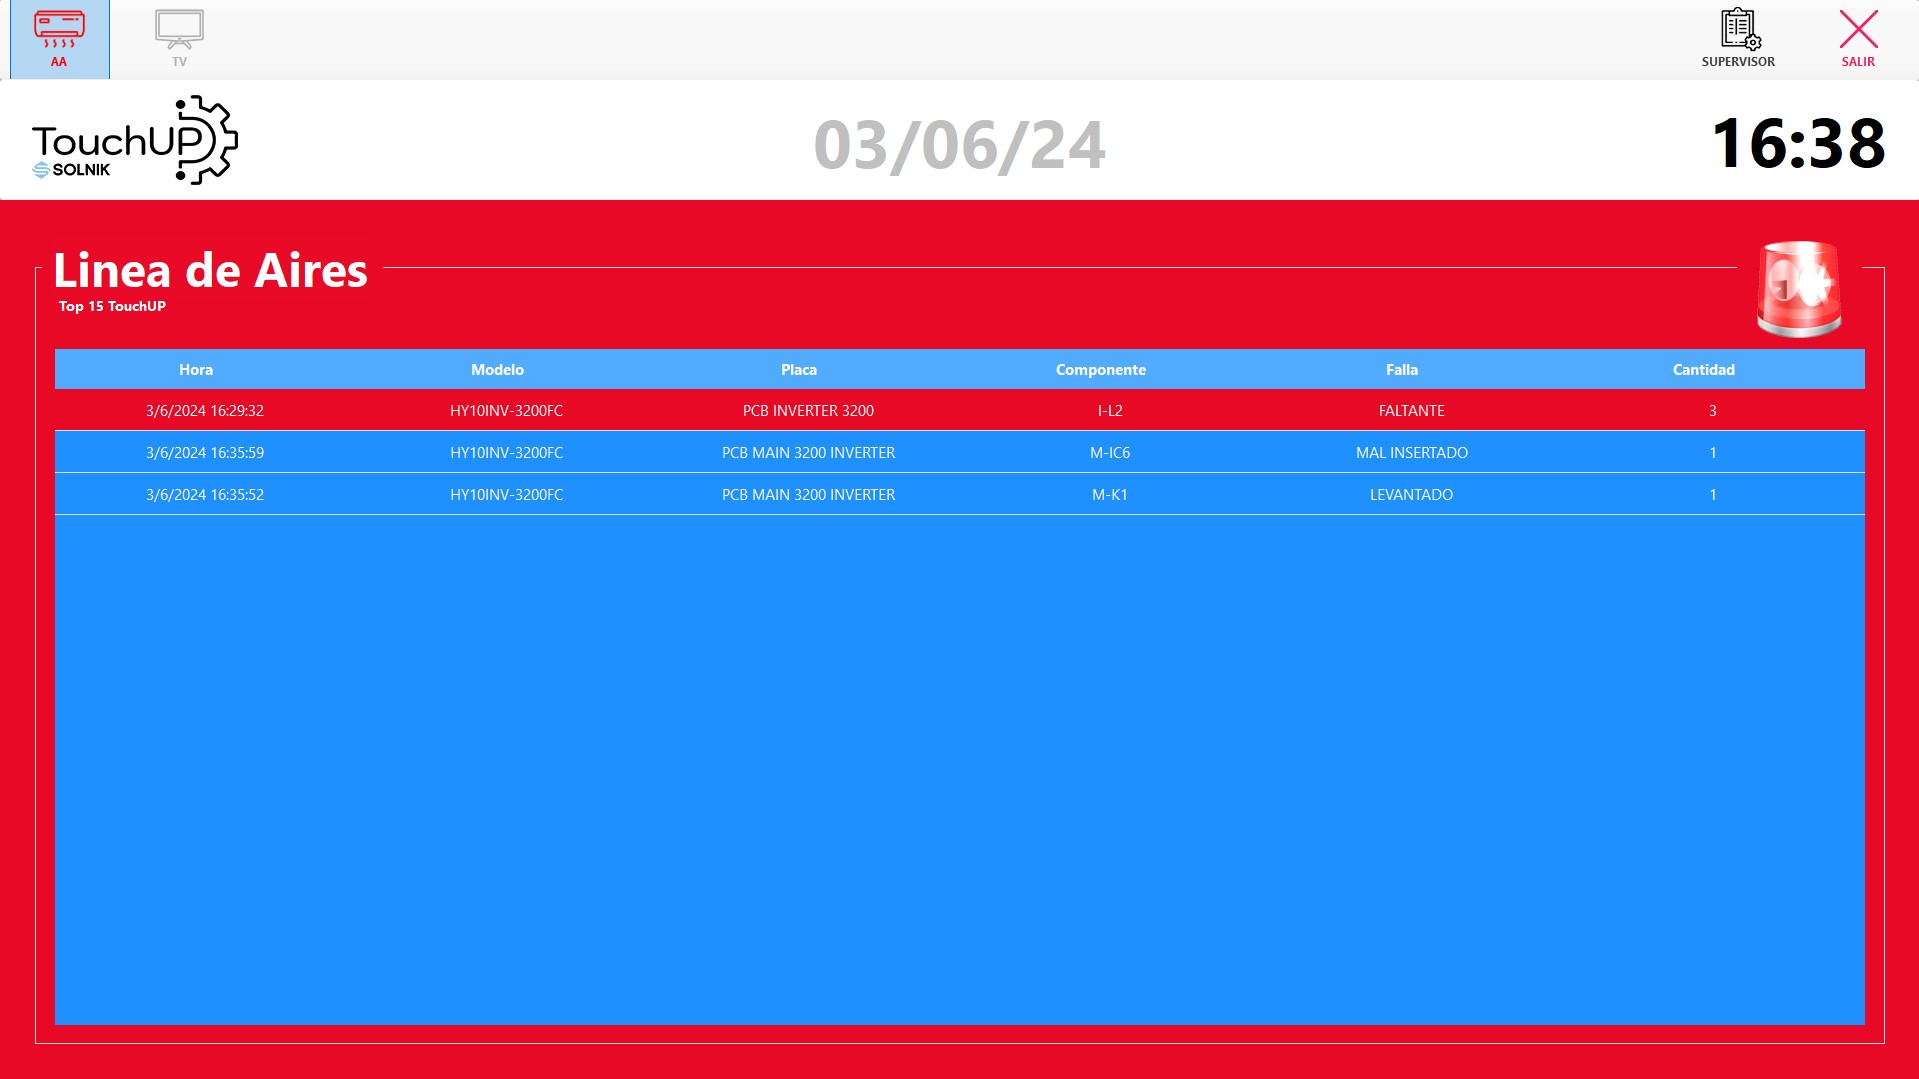 AA
TV
SUPERVISOR
SALIR
TouchUP
SOLNIK
03/06/24
16:38
Linea de Aires
Top 15 TouchUP
Hora Modelo Placa Componente Falla Cantidad
3/6/2024 16:29:32 HY10INV-3200FC PCB INVERTER 3200 I-L2 FALTANTE 3
3/6/2024 16:35:59 HY10INV-3200FC PCB MAIN 3200 INVERTER M-IC6 MAL INSERTADO 1
3/6/2024 16:35:52 HY10INV-3200FC PCB MAIN 3200 INVERTER M-K1 LEVANTADO 1